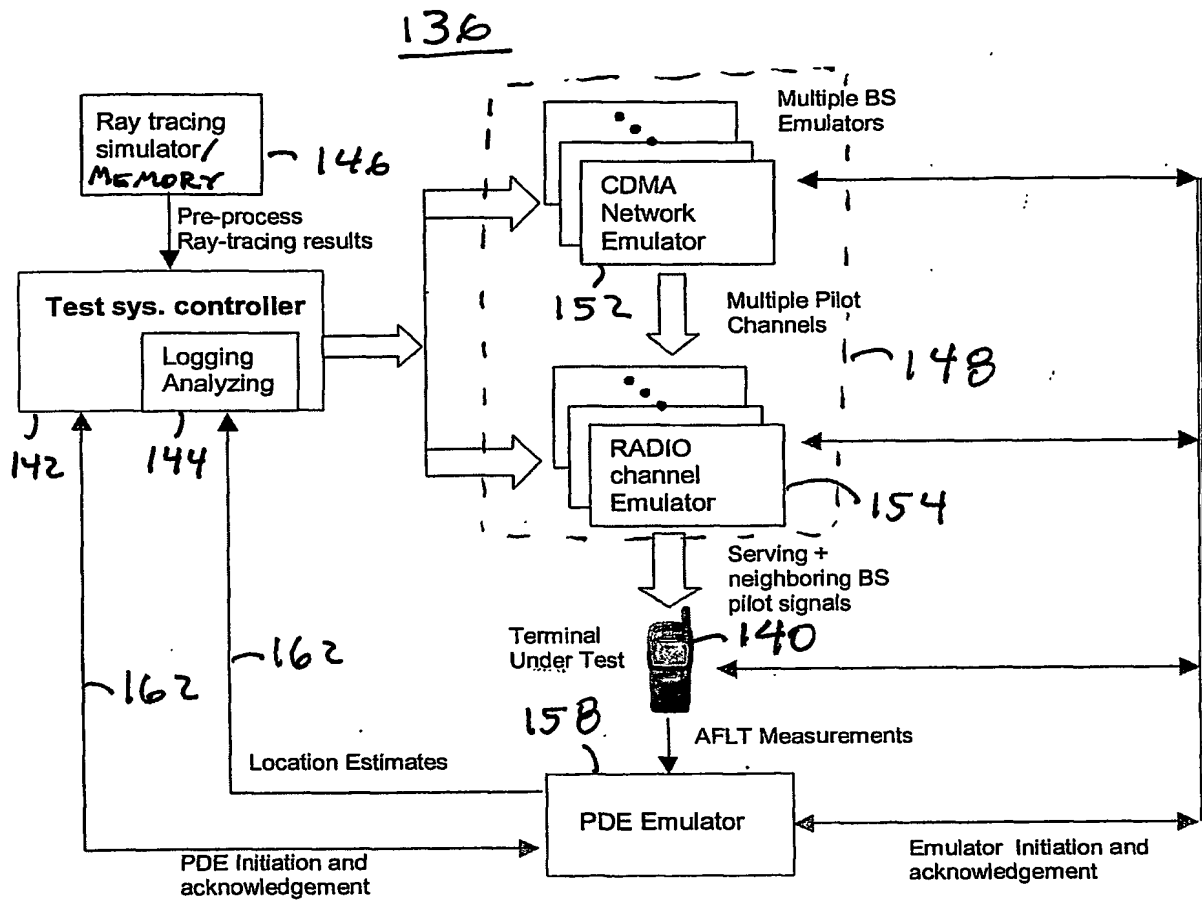 136
Ray tracing
simulator/
MEMORY
146
Pre-process
Ray-tracing results
Test sys. controller
Logging
Analyzing
142
144
Multiple BS
Emulators
CDMA
Network
Emulator
152
Multiple Pilot
Channels
148
RADIO
channel
Emulator
154
Serving +
neighboring BS
pilot signals
Terminal
Under Test
140
162
162
158
AFLT Measurements
Location Estimates
PDE Emulator
PDE Initiation and
acknowledgement
Emulator Initiation and
acknowledgement